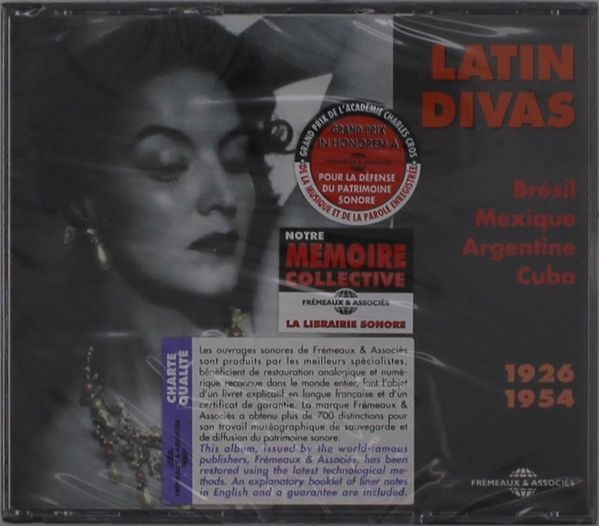 LATIN
DIVAS
Brésil
Mexique
Argentine
Cuba
1926
1954
FRÉMEAUX & ASSOCIÉS
GRAND PRIX DE L'ACADÉMIE CHARLES CROS
GRAND PRIX
IN HONOREM A
FRÉMEAUX & ASSOCIÉS
POUR LA DÉFENSE
DU PATRIMOINE
SONORE
DE LA MUSIQUE ET DE LA PAROLE ENREGISTRÉE
NOTRE
MEMOIRE
COLLECTIVE
FRÉMEAUX & ASSOCIÉS
LA LIBRAIRIE SONORE
CHARTE
QUALITÉ
FRÉMEAUX & ASSOCIÉS
Les ouvrages sonores de Frémeaux & Associés
sont produits par les meilleurs spécialistes,
bénéficient de restauration analogique et numé-
rique reconnue dans le monde entier, font l'objet
d'un livret explicatif en langue française et d'un
certificat de garantie. La marque Frémeaux &
Associés a obtenu plus de 700 distinctions pour
son travail muséographique de sauvegarde et
de diffusion du patrimoine sonore.
This album, issued by the world-famous
publishers, Frémeaux & Associés, has been
restored using the latest technological me-
thods. An explanatory booklet of liner notes
in English and a guarantee are included.